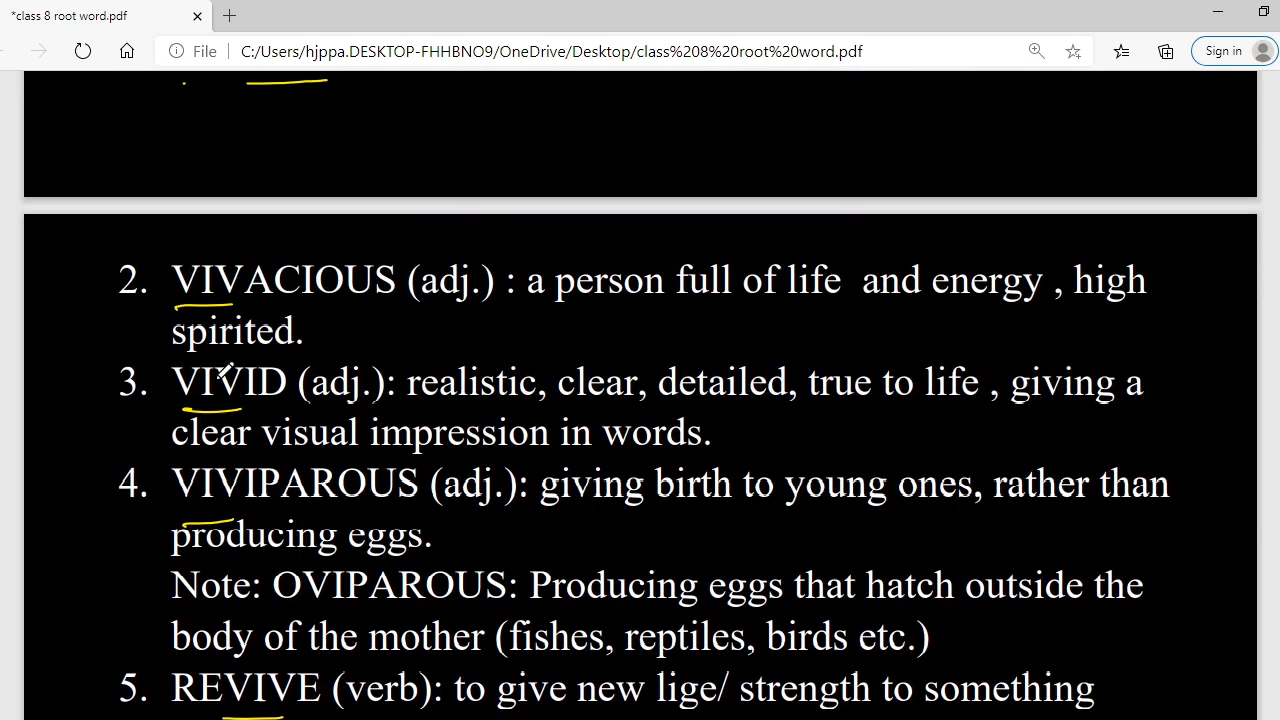 *class 8 root word.pdf
File C:/Users/hjppa.DESKTOP-FHHBNO9/OneDrive/Desktop/class%208%20root%20word.pdf Sign in
2. VIVACIOUS (adj.) : a person full of life and energy , high
spirited.
3. VIVID (adj.): realistic, clear, detailed, true to life , giving a
clear visual impression in words.
4. VIVIPAROUS (adj.): giving birth to young ones, rather than
producing eggs.
Note: OVIPAROUS: Producing eggs that hatch outside the
body of the mother (fishes, reptiles, birds etc.)
5. REVIVE (verb): to give new lige/ strength to something